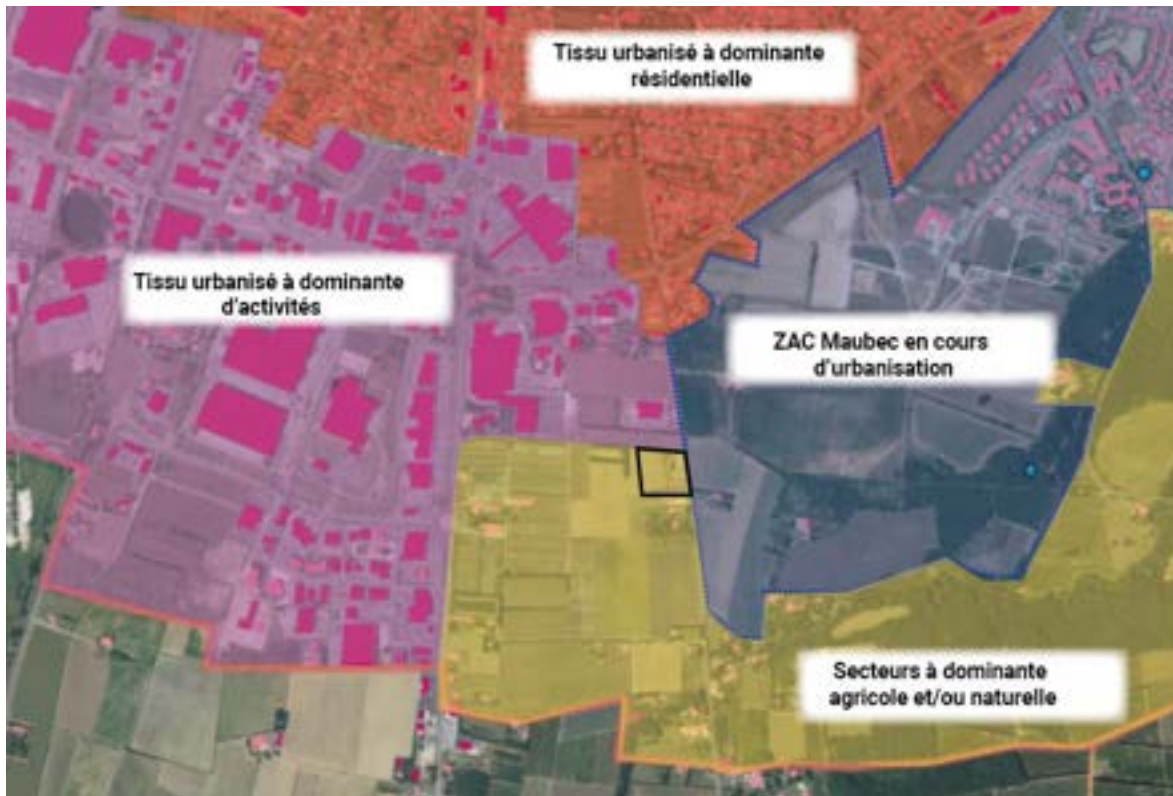 Tissu urbanisé à dominante
résidentielle
Tissu urbanisé à dominante
d'activités
ZAC Maubec en cours
d'urbanisation
Secteurs à dominante
agricole et/ou naturelle